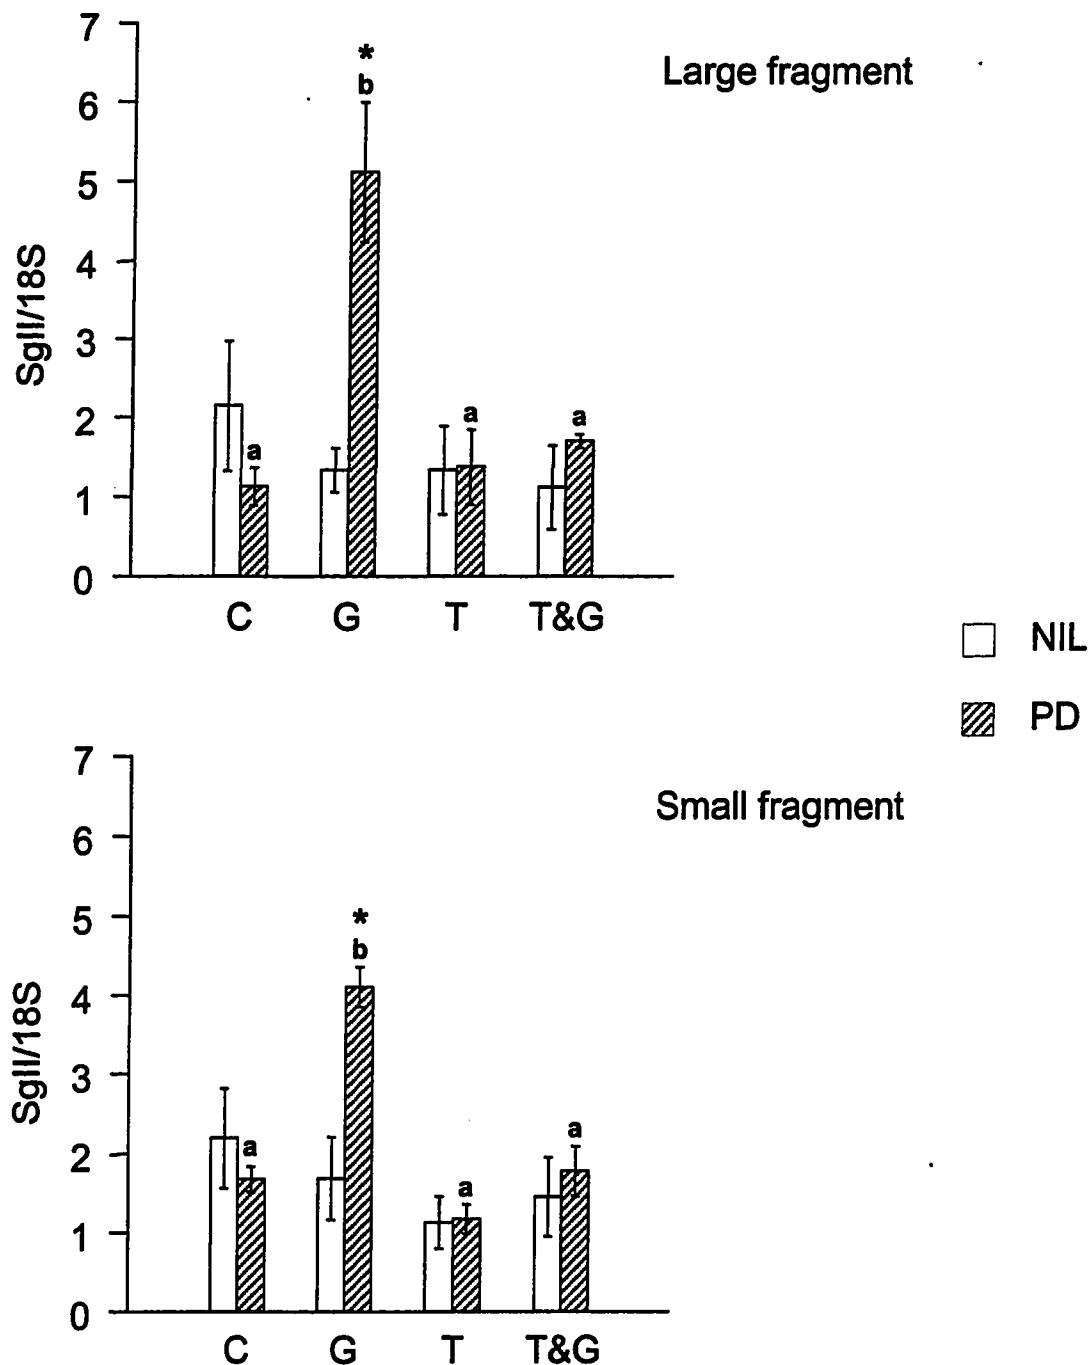 7
Large fragment
*
b
6
5
4
SgII/18S
3
2
a
a
a
1
0
C G T T&G
NIL
PD
7
Small fragment
6
5
*
b
4
SgII/18S
3
2
a
a
a
1
0
C G T T&G